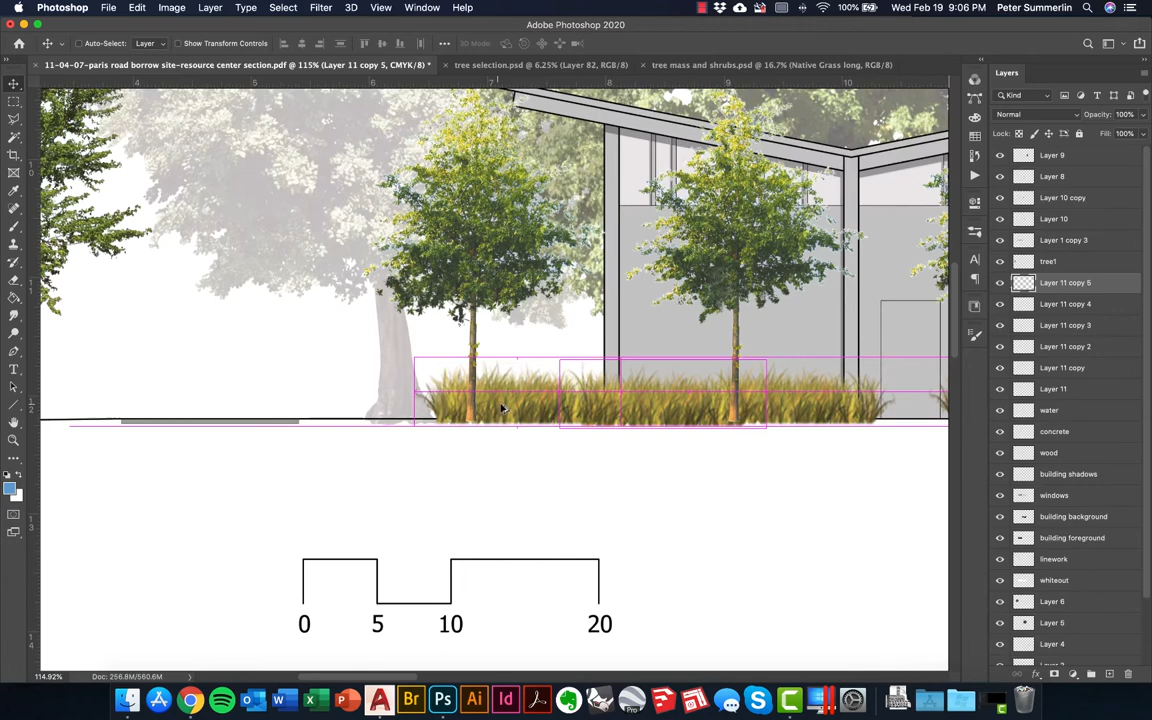 Photoshop File Edit Image Layer Type Select Filter 3D View Window Help 100% Wed Feb 19 9:06 PM Peter Summerlin
Adobe Photoshop 2020
Auto-Select: Layer Show Transform Controls 3D Mode:
11-04-07-paris road borrow site-resource center section.pdf @ 115% (Layer 11 copy 5, CMYK/8) * tree selection.psd @ 6.25% (Layer 82, RGB/8) tree mass and shrubs.psd @ 16.7% (Native Grass long, RGB/8)
Layers
Kind
Normal Opacity: 100%
Lock: Fill: 100%
Layer 9
Layer 8
Layer 10 copy
Layer 10
Layer 1 copy 3
tree1
Layer 11 copy 5
Layer 11 copy 4
Layer 11 copy 3
Layer 11 copy 2
Layer 11 copy
Layer 11
water
concrete
wood
building shadows
windows
building background
building foreground
linework
whiteout
Layer 6
Layer 5
Layer 4
6 7 8 9 10
0 5 10 20
114.92% Doc: 256.8M/560.6M